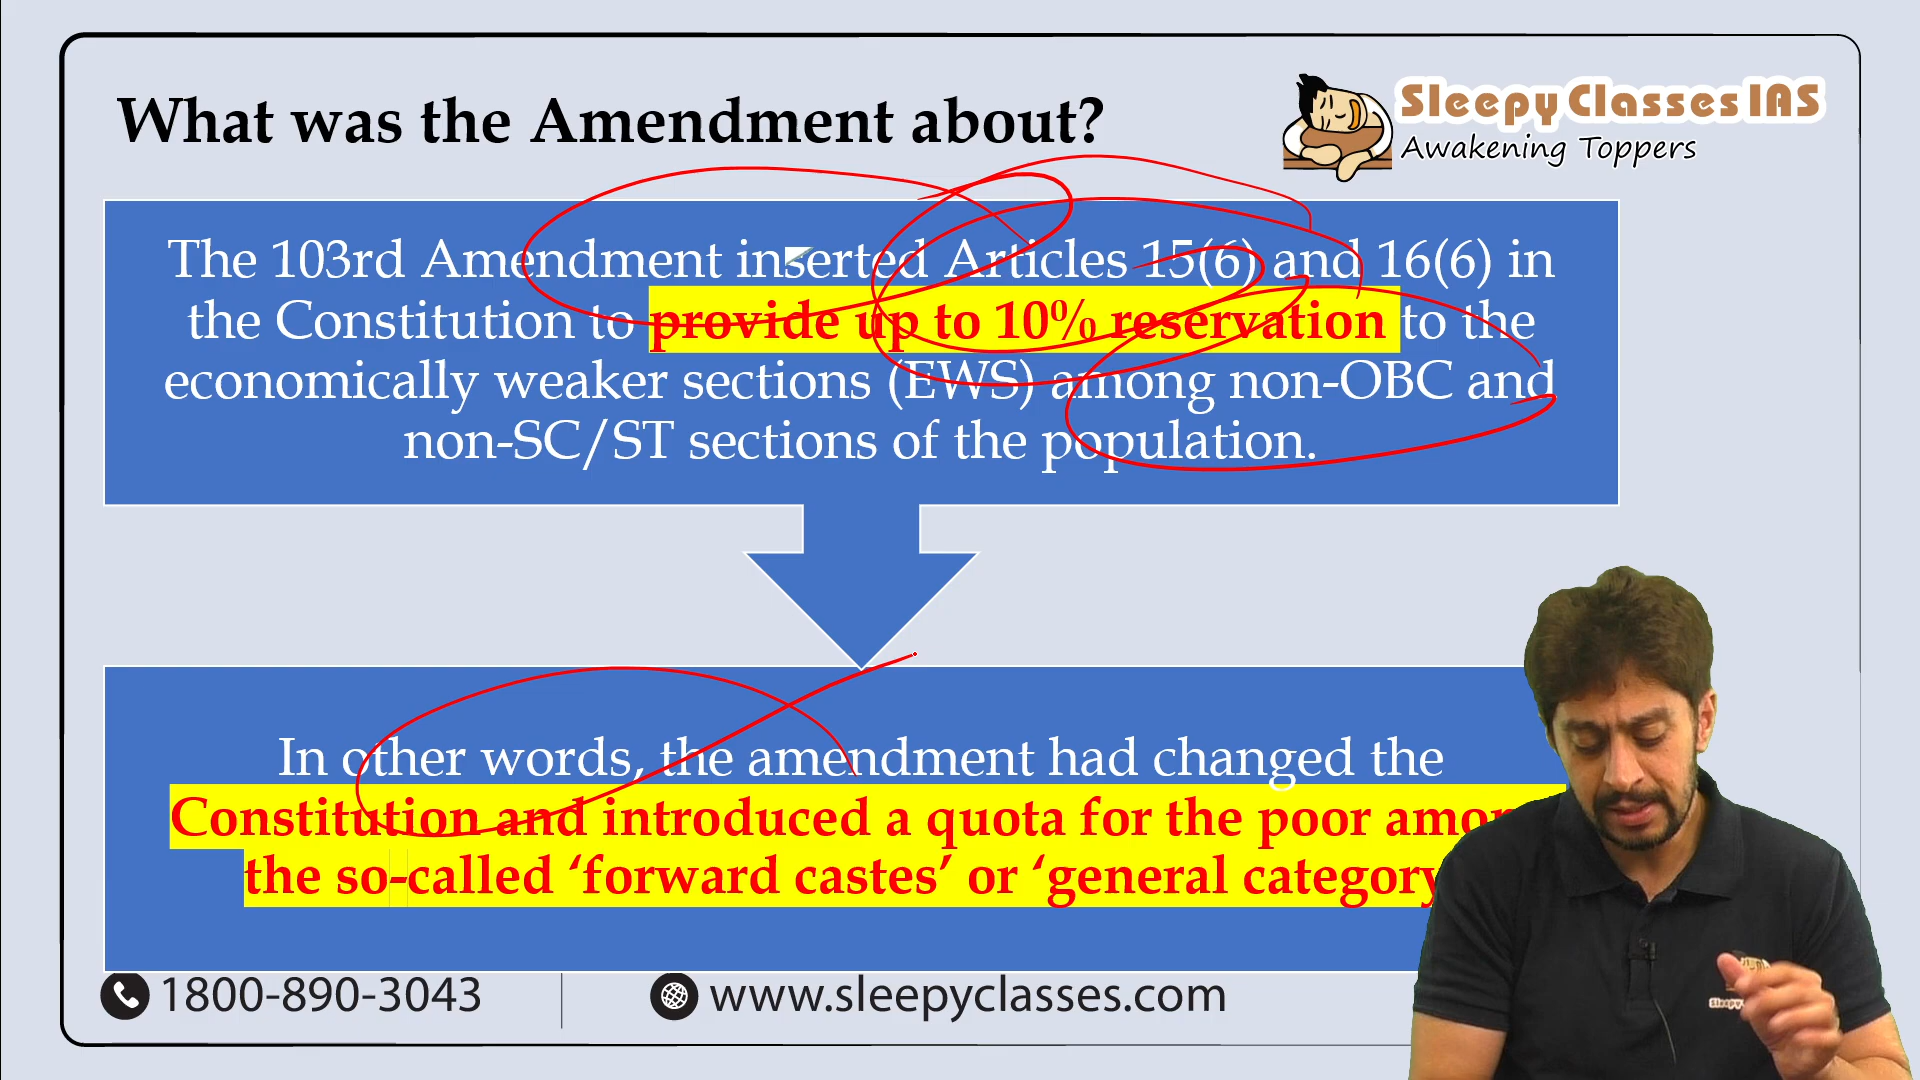 What was the Amendment about?
Sleepy Classes IAS
Awakening Toppers
The 103rd Amendment inserted Articles 15(6) and 16(6) in
the Constitution to provide up to 10% reservation to the
economically weaker sections (EWS) among non-OBC and
non-SC/ST sections of the population.
In other words, the amendment had changed the
Constitution and introduced a quota for the poor
the so-called ‘forward castes’ or ‘general category
1800-890-3043
www.sleepyclasses.com